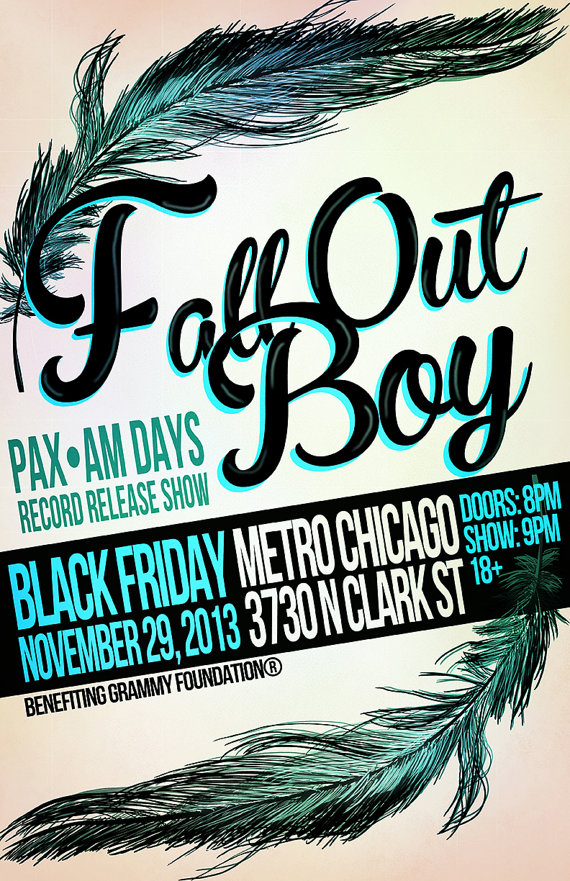 Fall Out
Boy
PAX•AM DAYS
RECORD RELEASE SHOW
BLACK FRIDAY
NOVEMBER 29, 2013
METRO CHICAGO
3730 N CLARK ST
DOORS: 8PM
SHOW: 9PM
18+
BENEFITING GRAMMY FOUNDATION®